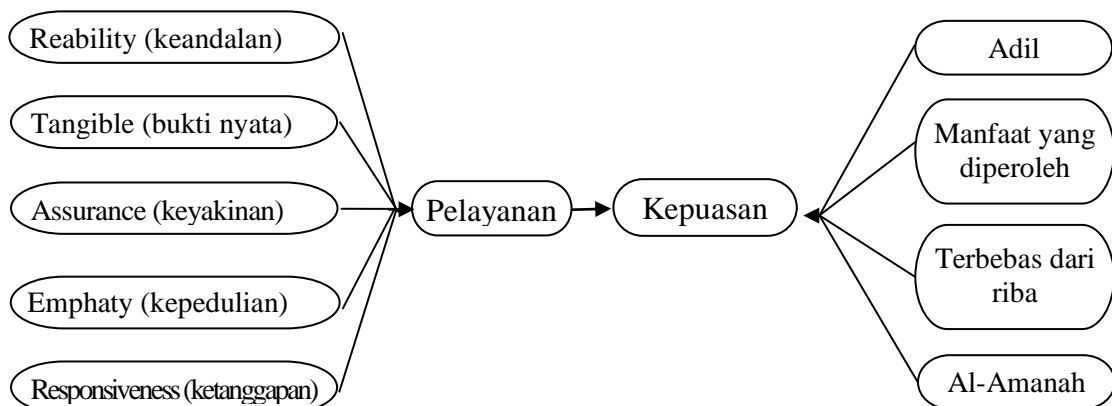 Reability (keandalan)
Tangible (bukti nyata)
Assurance (keyakinan)
Emphaty (kepedulian)
Responsiveness (ketanggapan)
Pelayanan
Kepuasan
Adil
Manfaat yang
diperoleh
Terbebas dari
riba
Al-Amanah